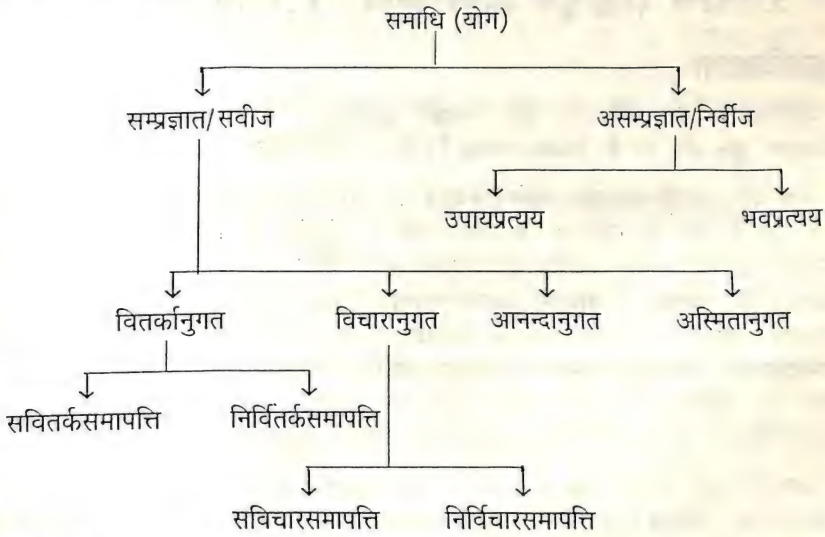 समाधि (योग)
सम्प्रज्ञात/ सवीज असम्प्रज्ञात/निर्वीज
उपायप्रत्यय भवप्रत्यय
वितर्कानुगत विचारानुगत आनन्दानुगत अस्मितानुगत
सवितर्कसमापत्ति निर्वितर्कसमापत्ति
सविचारसमापत्ति निर्विचारसमापत्ति